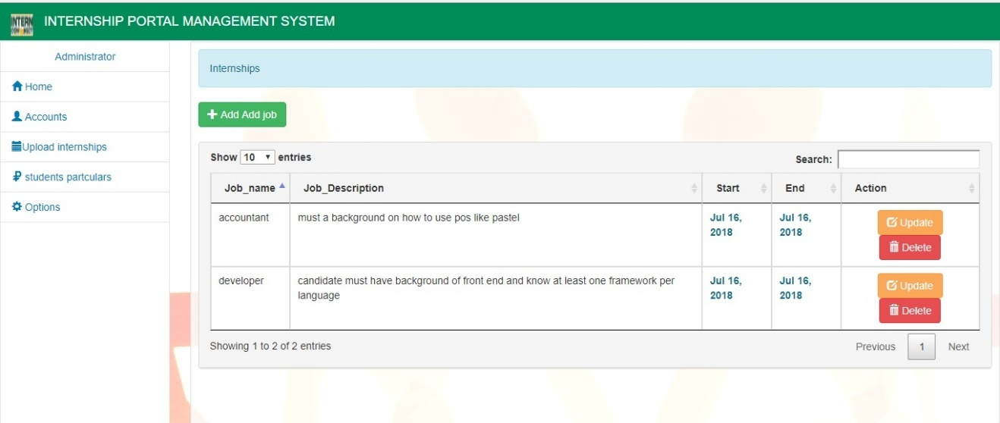 INTERN
CONNECT
INTERNSHIP PORTAL MANAGEMENT SYSTEM
Administrator
Home
Accounts
Upload internships
students partculars
Options
Internships
Add Add job
Show 10 entries
Search:
Job_name Job_Description Start End Action
accountant must a background on how to use pos like pastel Jul 16, Jul 16, Update
2018 2018
Delete
developer candidate must have background of front end and know at least one framework per Jul 16, Jul 16, Update
language 2018 2018
Delete
Showing 1 to 2 of 2 entries
Previous 1 Next